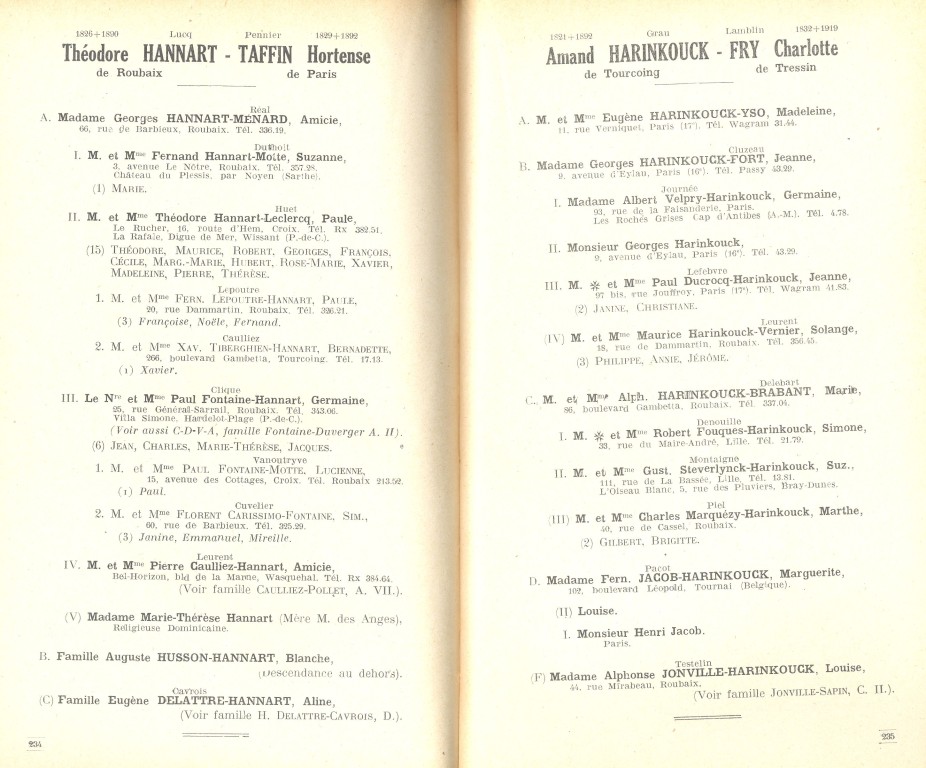 1826+1890 Lucq Pennier 1829+1892
Théodore HANNART - TAFFIN Hortense
de Roubaix de Paris
Réal
A. Madame Georges HANNART-MENARD, Amicie,
66, rue de Barbieux, Roubaix. Tél. 336.19.
Duthoit
I. M. et Mme Fernand Hannart-Motte, Suzanne,
3, avenue Le Nôtre, Roubaix. Tél. 357.28.
Château du Plessis, par Noyen (Sarthe).
(1) MARIE.
Huet
II. M. et Mme Théodore Hannart-Leclercq, Paule,
Le Rucher, 16, route d'Hem, Croix. Tél. Rx 382.51.
La Rafale, Digue de Mer, Wissant (P.-de-C.).
(15) THÉODORE, MAURICE, ROBERT, GEORGES, FRANÇOIS,
CÉCILE, MARG.-MARIE, HUBERT, ROSE-MARIE, XAVIER,
MADELEINE, PIERRE, THÉRÈSE.
Lepoutre
1. M. et Mme FERN. LEPOUTRE-HANNART, PAULE,
20, rue Dammartin, Roubaix. Tél. 326.21.
(3) Françoise, Noële, Fernand.
Caulliez
2. M. et Mme XAV. TIBERGHIEN-HANNART, BERNADETTE,
266, boulevard Gambetta, Tourcoing. Tél. 17.13.
(1) Xavier.
Clique
III. Le Nre et Mme Paul Fontaine-Hannart, Germaine,
25, rue Général-Sarrail, Roubaix. Tél. 343.06.
Villa Simone, Hardelot-Plage (P.-de-C.).
(Voir aussi C-D-V-A, famille Fontaine-Duverger A. II).
(6) JEAN, CHARLES, MARIE-THÉRÈSE, JACQUES.
Vanoutryve
1. M. et Mme PAUL FONTAINE-MOTTE, LUCIENNE,
15, avenue des Cottages, Croix. Tél. Roubaix 213.52.
(1) Paul.
Cuvelier
2. M. et Mme FLORENT CARISSIMO-FONTAINE, SIM.,
60, rue de Barbieux. Tél. 325.29.
(3) Janine, Emmanuel, Mireille.
Leurent
IV. M. et Mme Pierre Caulliez-Hannart, Amicie,
Bel-Horizon, bld de la Marne, Wasquehal. Tél. Rx 384.64.
(Voir famille CAULLIEZ-POLLET, A. VII.).
(V) Madame Marie-Thérèse Hannart (Mère M. des Anges),
Religieuse Dominicaine.
B. Famille Auguste HUSSON-HANNART, Blanche,
(Descendance au dehors).
Cavrois
(C) Famille Eugène DELATTRE-HANNART, Aline,
(Voir famille H. DELATTRE-CAVROIS, D.).
234
1821+1892 Grau Lamblin 1832+1919
Amand HARINKOUCK - FRY Charlotte
de Tourcoing de Tressin
A. M. et Mme Eugène HARINKOUCK-YSO, Madeleine,
11, rue Verniquet, Paris (17e). Tél. Wagram 31.44.
Cluzeau
B. Madame Georges HARINKOUCK-FORT, Jeanne,
9, avenue d'Eylau, Paris (16e). Tél. Passy 43.29.
Journée
I. Madame Albert Velpry-Harinkouck, Germaine,
93, rue de la Faisanderie, Paris.
Les Roches Grises Cap d'Antibes (A.-M.). Tél. 4.78.
II. Monsieur Georges Harinkouck,
9, avenue d'Eylau, Paris (16e). Tél. 43.29.
Lefebvre
III. M. ※ et Mme Paul Ducrocq-Harinkouck, Jeanne,
97 bis, rue Jouffroy, Paris (17e). Tél. Wagram 41.83.
(2) JANINE, CHRISTIANE.
Leurent
(IV) M. et Mme Maurice Harinkouck-Vernier, Solange,
18, rue de Dammartin, Roubaix. Tél. 356.45.
(3) PHILIPPE, ANNIE, JÉRÔME.
Delebart
C. M. et Mme Alph. HARINKOUCK-BRABANT, Marie,
86, boulevard Gambetta, Roubaix. Tél. 337.04.
Denouille
I. M. ※ et Mme Robert Fouques-Harinkouck, Simone,
33, rue du Maire-André, Lille. Tél. 21.79.
Montaigne
II. M. et Mme Gust. Steverlynck-Harinkouck, Suz.,
111, rue de La Bassée, Lille. Tél. 13.81.
L'Oiseau Blanc, 5, rue des Pluviers, Bray-Dunes.
Piel
(III) M. et Mme Charles Marquézy-Harinkouck, Marthe,
40, rue de Cassel, Roubaix.
(2) GILBERT, BRIGITTE.
Pacot
D. Madame Fern. JACOB-HARINKOUCK, Marguerite,
102, boulevard Léopold, Tournai (Belgique).
(II) Louise.
I. Monsieur Henri Jacob.
Paris.
Testelin
(F) Madame Alphonse JONVILLE-HARINKOUCK, Louise,
44, rue Mirabeau, Roubaix.
(Voir famille JONVILLE-SAPIN, C. II.).
235